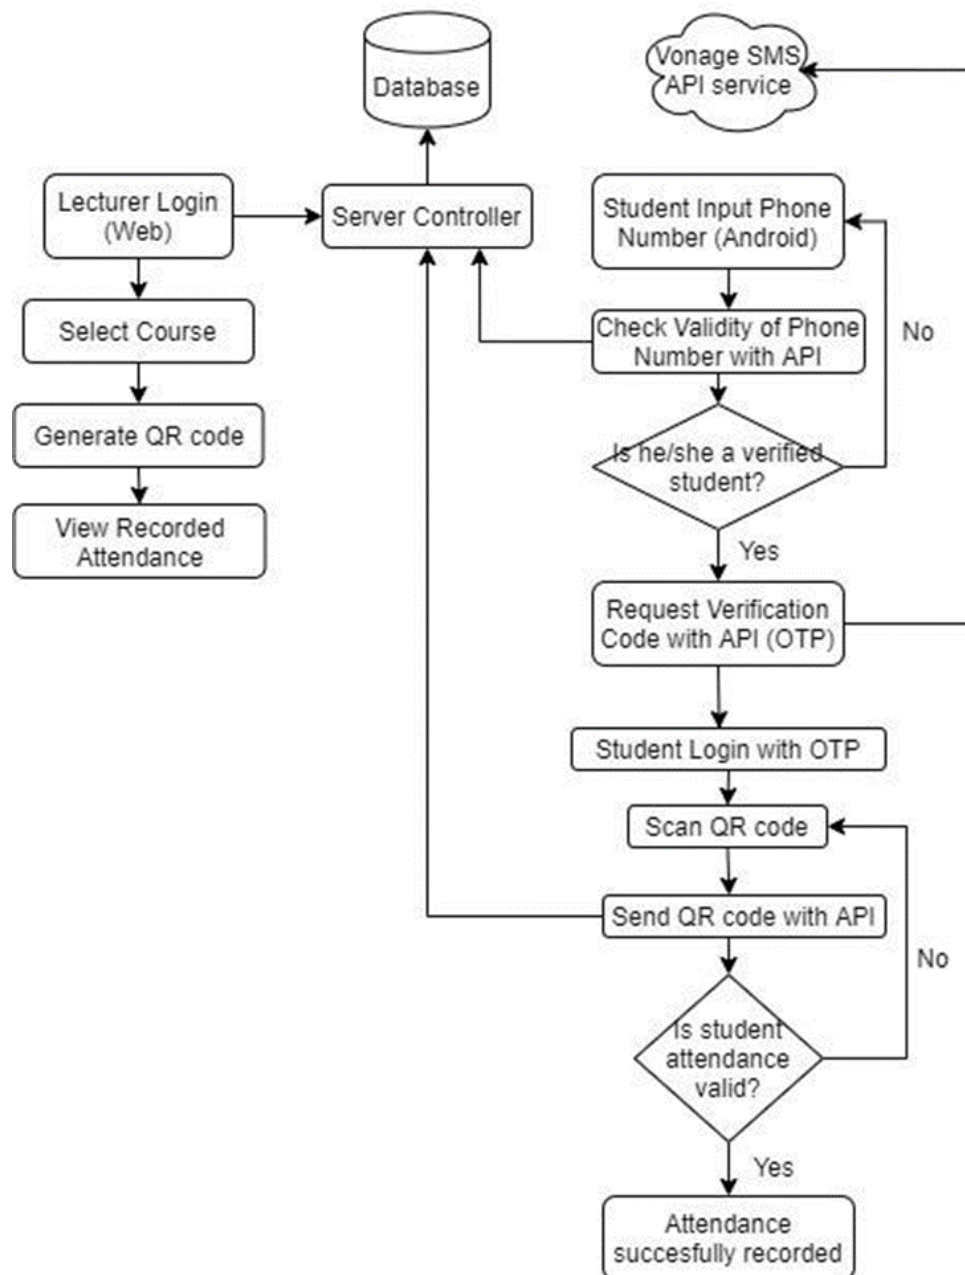 Database
Vonage SMS
API service
Lecturer Login
(Web)
Server Controller
Student Input Phone
Number (Android)
Select Course
Check Validity of Phone
Number with API
No
Generate QR code
Is he/she a verified
student?
View Recorded
Attendance
Yes
Request Verification
Code with API (OTP)
Student Login with OTP
Scan QR code
Send QR code with API
No
Is student
attendance
valid?
Yes
Attendance
succesfully recorded